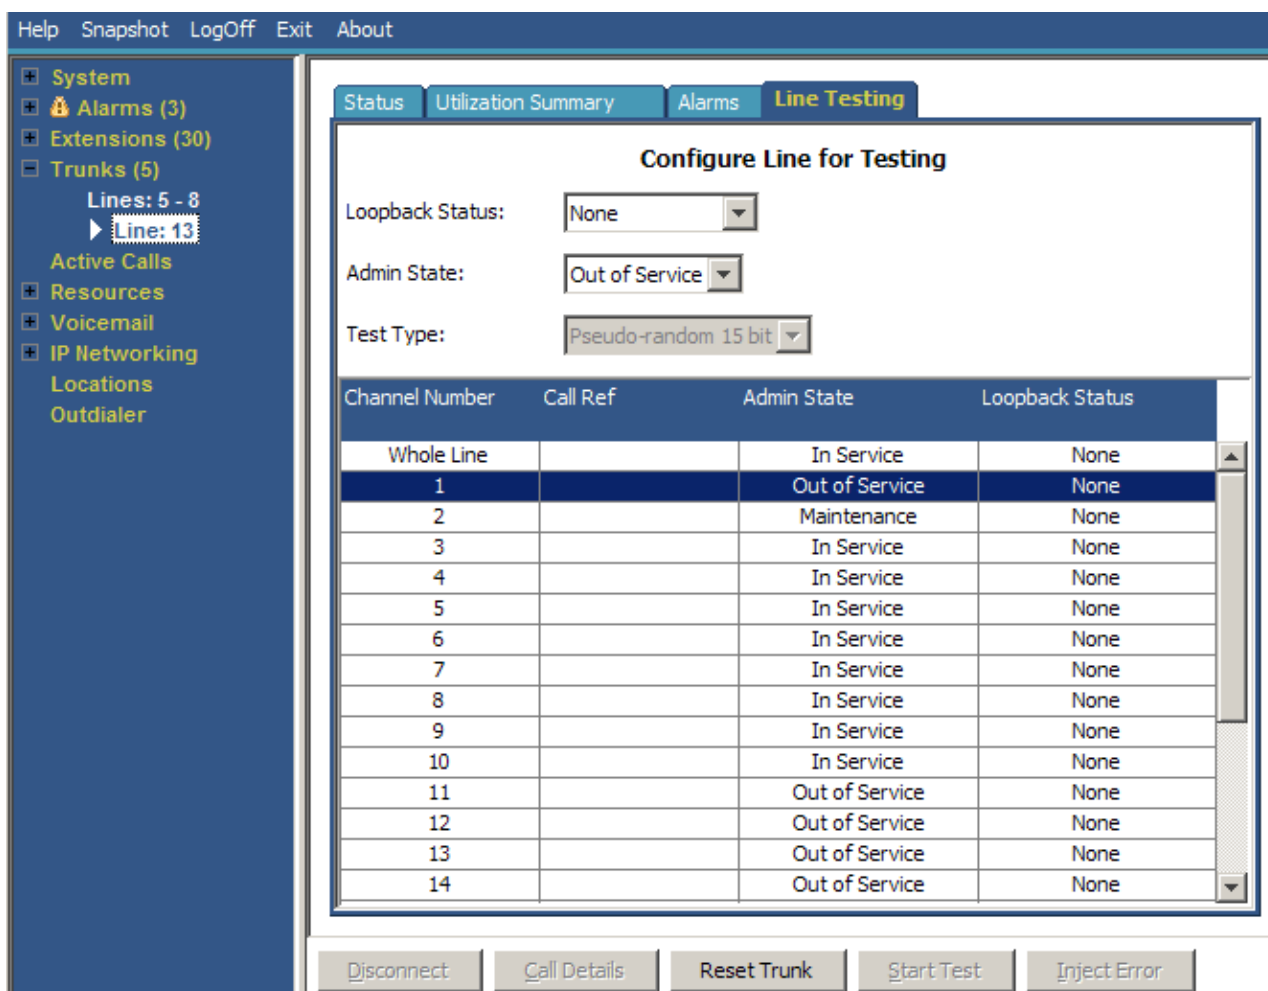 Help Snapshot LogOff Exit About
System
Alarms (3)
Extensions (30)
Trunks (5)
Lines: 5 - 8
Line: 13
Active Calls
Resources
Voicemail
IP Networking
Locations
Outdialer
Status Utilization Summary Alarms Line Testing
Configure Line for Testing
Loopback Status: None
Admin State: Out of Service
Test Type: Pseudo-random 15 bit
Channel Number Call Ref Admin State Loopback Status
Whole Line In Service None
1 Out of Service None
2 Maintenance None
3 In Service None
4 In Service None
5 In Service None
6 In Service None
7 In Service None
8 In Service None
9 In Service None
10 In Service None
11 Out of Service None
12 Out of Service None
13 Out of Service None
14 Out of Service None
Disconnect Call Details Reset Trunk Start Test Inject Error